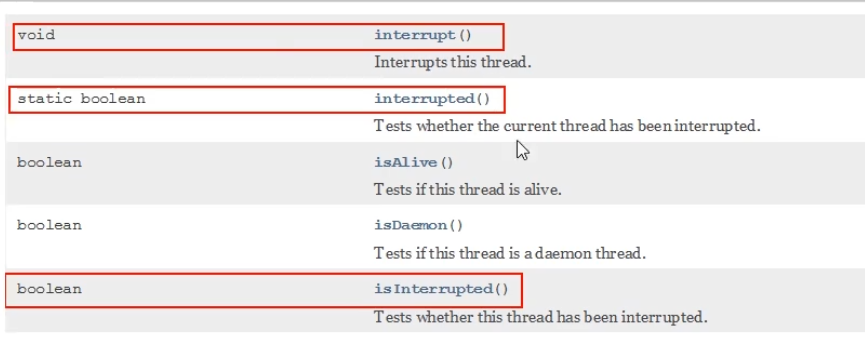 void interrupt()
Interrupts this thread.
static boolean interrupted()
Tests whether the current thread has been interrupted.
boolean isAlive()
Tests if this thread is alive.
boolean isDaemon()
Tests if this thread is a daemon thread.
boolean isInterrupted()
Tests whether this thread has been interrupted.